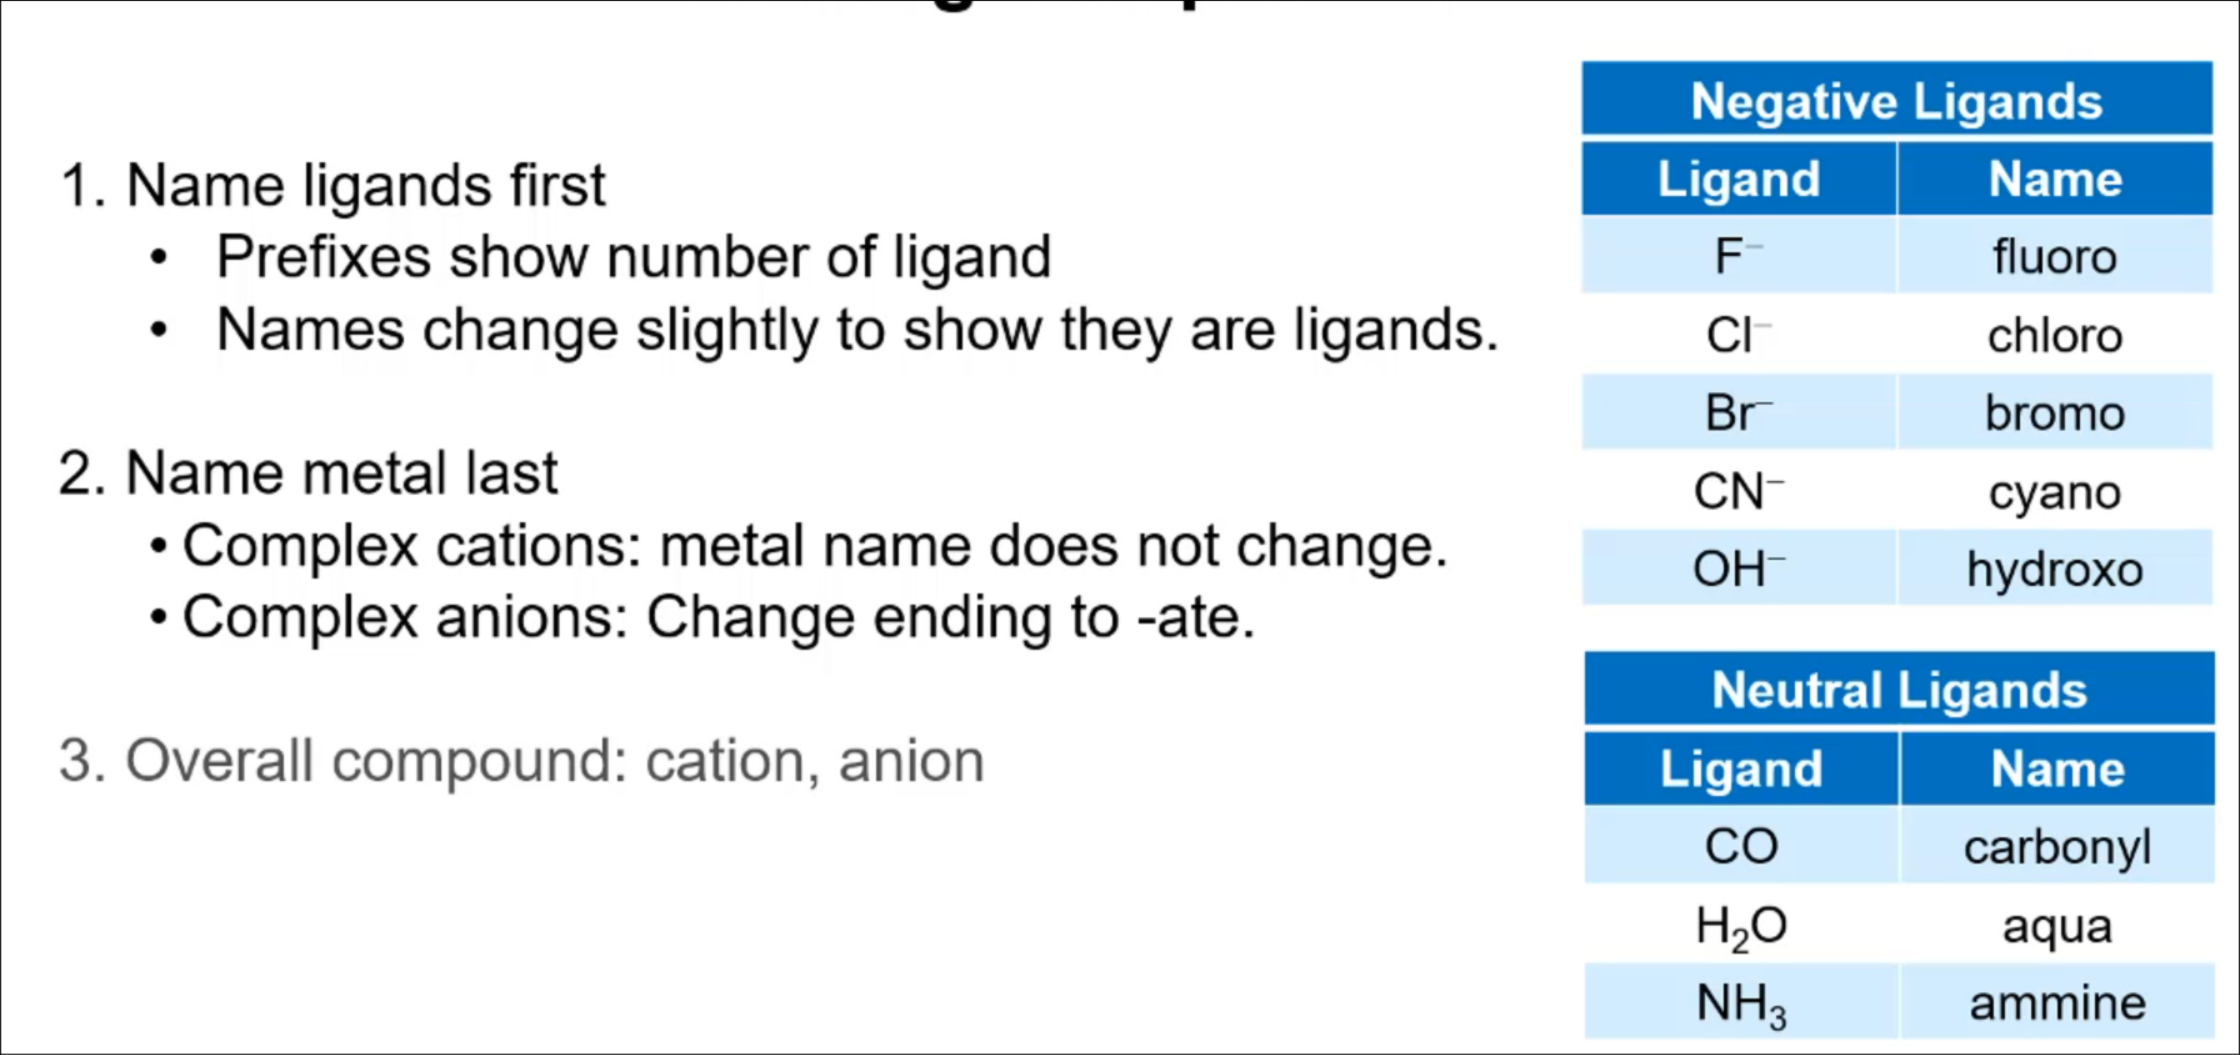 1. Name ligands first
• Prefixes show number of ligand
• Names change slightly to show they are ligands.
2. Name metal last
• Complex cations: metal name does not change.
• Complex anions: Change ending to -ate.
3. Overall compound: cation, anion
Negative Ligands
Ligand Name
F⁻ fluoro
Cl⁻ chloro
Br⁻ bromo
CN⁻ cyano
OH⁻ hydroxo
Neutral Ligands
Ligand Name
CO carbonyl
H₂O aqua
NH₃ ammine